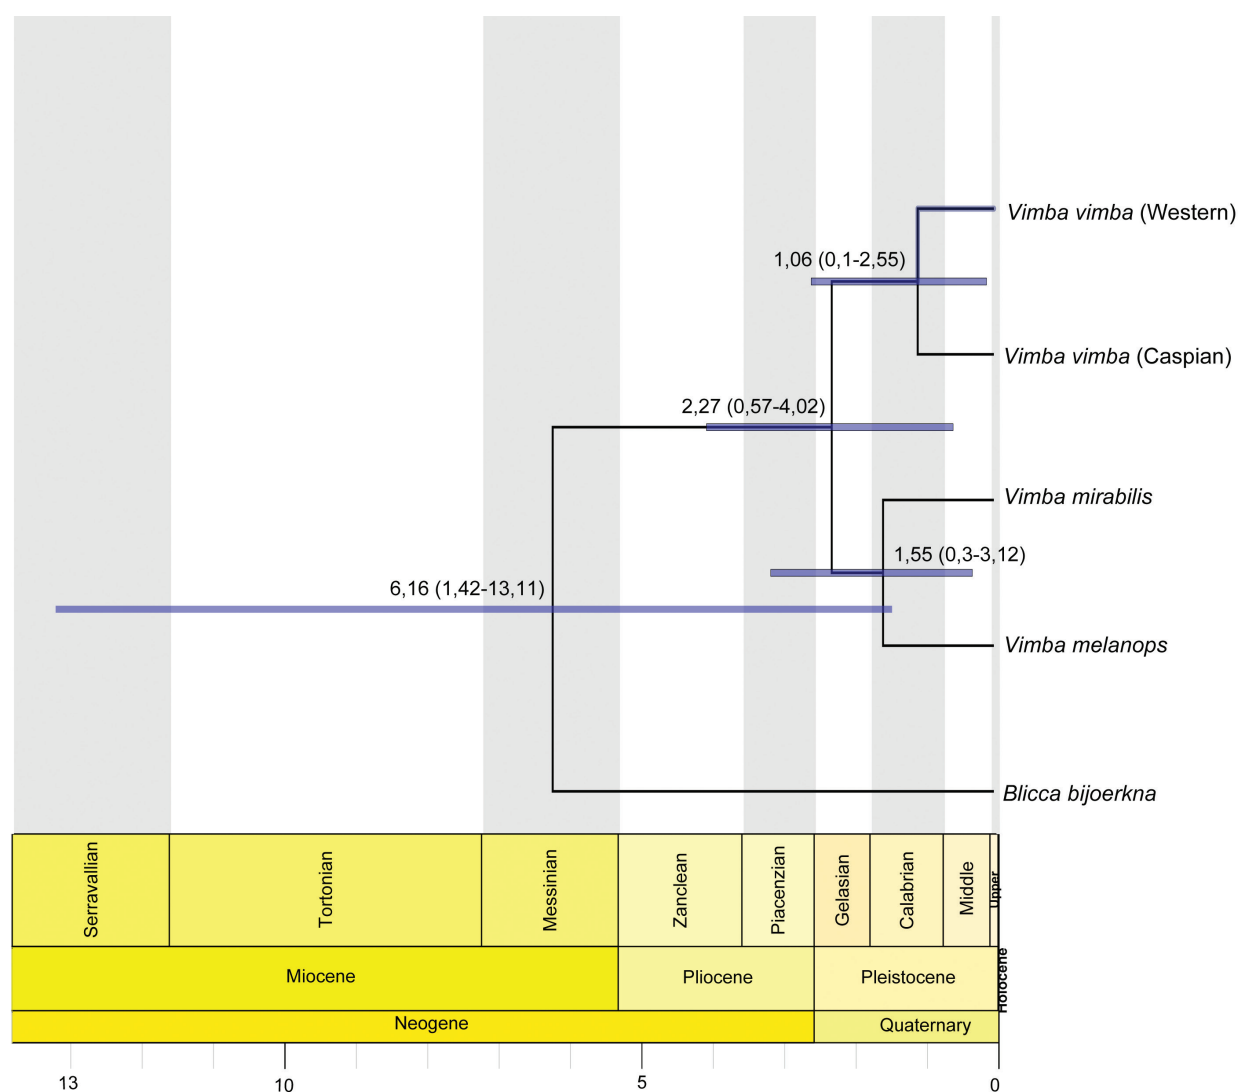 Vimba vimba (Western)
1,06 (0,1-2,55)
Vimba vimba (Caspian)
2,27 (0,57-4,02)
Vimba mirabilis
1,55 (0,3-3,12)
6,16 (1,42-13,11)
Vimba melanops
Blicca bijoerkna
Serravallian
Tortonian
Messinian
Zanclean
Piacenzian
Gelasian
Calabrian
Middle
Upper
Miocene
Pliocene
Pleistocene
Holocene
Neogene
Quaternary
13
10
5
0